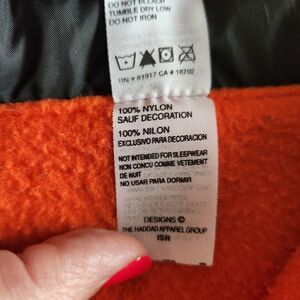 DO NOT BLEACH
TUMBLE DRY LOW
DO NOT IRON
RN # 81917 CA # 18702
100% NYLON
SAUF DECORATION
100% NILON
EXCLUSIVO PARA DECORACION
NOT INTENDED FOR SLEEPWEAR
NON CONCU COMME VETEMENT
DE NUIT
NO USAR PARA DORMIR
DESIGNS ©
THE HADDAD APPAREL GROUP
ISR